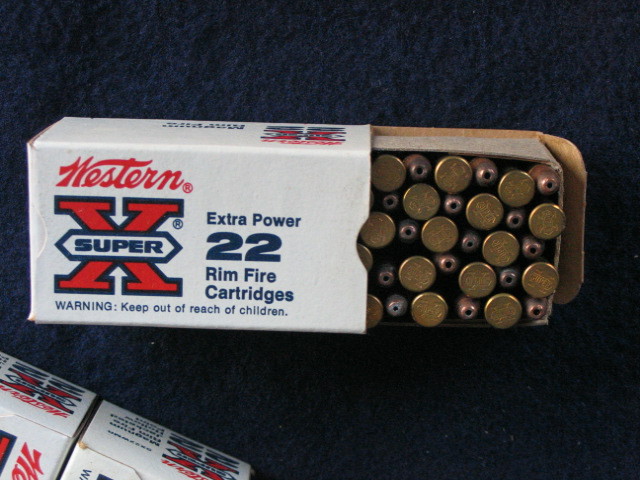 Western®
X®
SUPER
Extra Power
22
Rim Fire
Cartridges
WARNING: Keep out of reach of children.